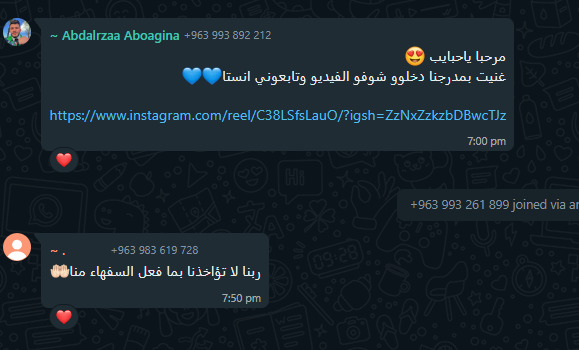 ~ Abdalrzaa Aboagina +963 993 892 212
مرحبا ياحبايب 😍
غنيت بمدرجنا دخلوو شوفو الفيديو وتابعوني انستا💙💙
https://www.instagram.com/reel/C38LSfsLauO/?igsh=ZzNxZzkzbDBwcTJz
7:00 pm
+963 993 261 899 joined via an
~ . +963 983 619 728
ربنا لا تؤاخذنا بما فعل السفهاء منا🤲🏻
7:50 pm